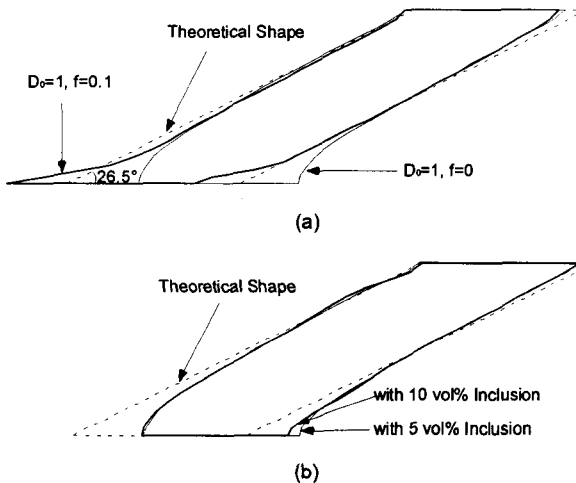 Theoretical Shape
D₀=1, f=0.1
26.5°
D₀=1, f=0
(a)
Theoretical Shape
with 10 vol% Inclusion
with 5 vol% Inclusion
(b)